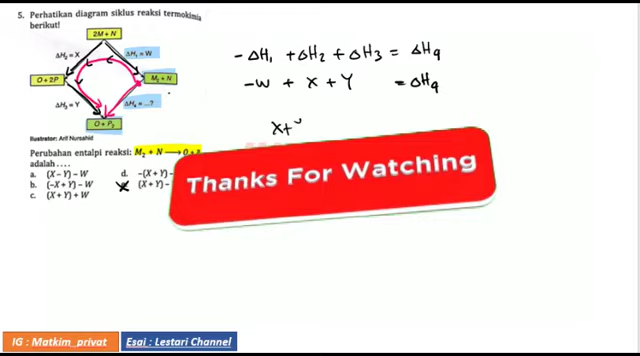 5. Perhatikan diagram siklus reaksi termokimia
berikut!
2M + N
ΔH₂ = X
ΔH₁ = W
O + 2P
M₂ + N
ΔH₃ = Y
ΔH₄ = ...?
O + P₂
Ilustrator: Arif Nursahid
Perubahan entalpi reaksi: M₂ + N → O +
adalah . . . .
a. (X – Y) – W
b. (–X + Y) – W
c. (X + Y) + W
d. –(X + Y) –
(X + Y) –
-ΔH₁ + ΔH₂ + ΔH₃ = ΔH₄
-W + X + Y = ΔH₄
X+
Thanks For Watching
IG : Matkim_privat
Esai : Lestari Channel